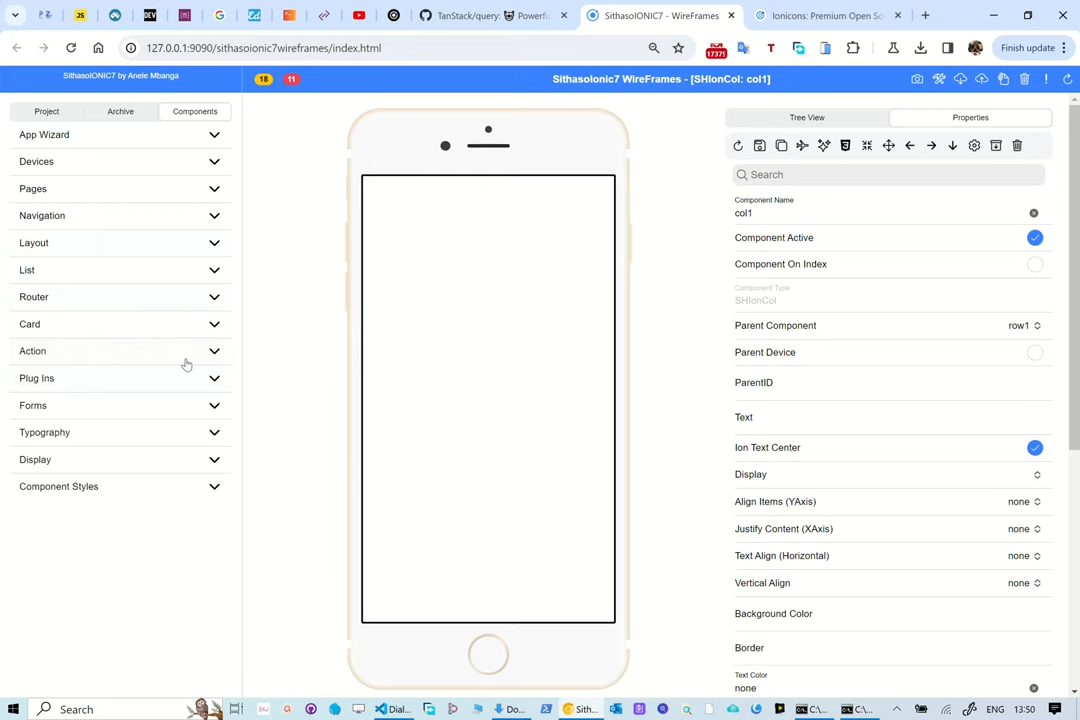 TanStack/query: 🤖 Powerfu
SithasoIONIC7 - WireFrames
Ionicons: Premium Open So
127.0.0.1:9090/sithasoionic7wireframes/index.html
17371
Finish update
SithasoIONIC7 by Anele Mbanga
18
11
SithasoIonic7 WireFrames - [SHIonCol: col1]
Project
Archive
Components
App Wizard
Devices
Pages
Navigation
Layout
List
Router
Card
Action
Plug Ins
Forms
Typography
Display
Component Styles
Tree View
Properties
Search
Component Name
col1
Component Active
Component On Index
Component Type
SHIonCol
Parent Component
row1
Parent Device
ParentID
Text
Ion Text Center
Display
Align Items (YAxis)
none
Justify Content (XAxis)
none
Text Align (Horizontal)
none
Vertical Align
none
Background Color
Border
Text Color
none
Search
Dial...
Do...
Sith...
C:\...
C:\...
ENG
13:50